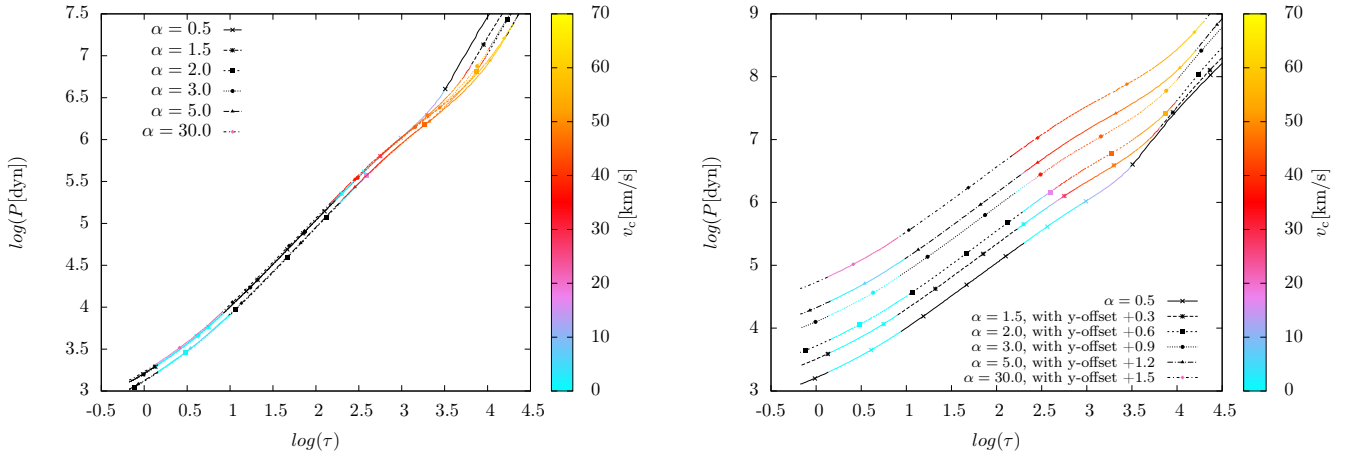 7.5
7
6.5
6
5.5
5
4.5
4
3.5
3
log(P[dyn])
-0.5 0 0.5 1 1.5 2 2.5 3 3.5 4 4.5
log(τ)
α = 0.5
α = 1.5
α = 2.0
α = 3.0
α = 5.0
α = 30.0
70
60
50
40
30
20
10
0
v_c[km/s]
9
8
7
6
5
4
3
log(P[dyn])
-0.5 0 0.5 1 1.5 2 2.5 3 3.5 4 4.5
log(τ)
α = 0.5
α = 1.5, with y-offset +0.3
α = 2.0, with y-offset +0.6
α = 3.0, with y-offset +0.9
α = 5.0, with y-offset +1.2
α = 30.0, with y-offset +1.5
70
60
50
40
30
20
10
0
v_c[km/s]